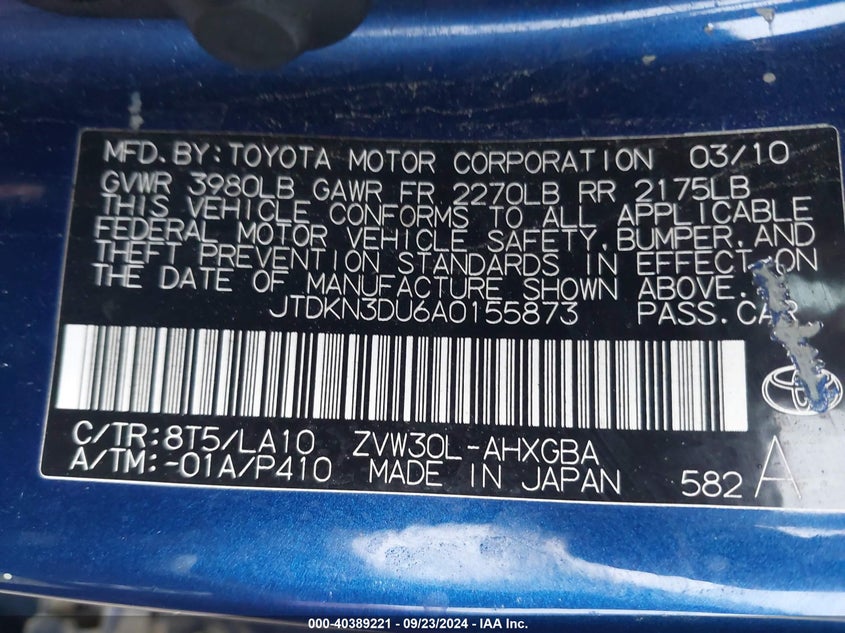 MFD.BY:TOYOTA MOTOR CORPORATION 03/10
GVWR 3980LB GAWR FR 2270LB RR 2175LB
THIS VEHICLE CONFORMS TO ALL APPLICABLE
FEDERAL MOTOR VEHICLE SAFETY,BUMPER,AND
THEFT PREVENTION STANDARDS IN EFFECT ON
THE DATE OF MANUFACTURE SHOWN ABOVE.
JTDKN3DU6A0155873 PASS.CAR
C/TR:8T5/LA10 ZVW30L-AHXGBA
A/TM:-01A/P410 MADE IN JAPAN 582 A
000-40389221 - 09/23/2024 - IAA Inc.